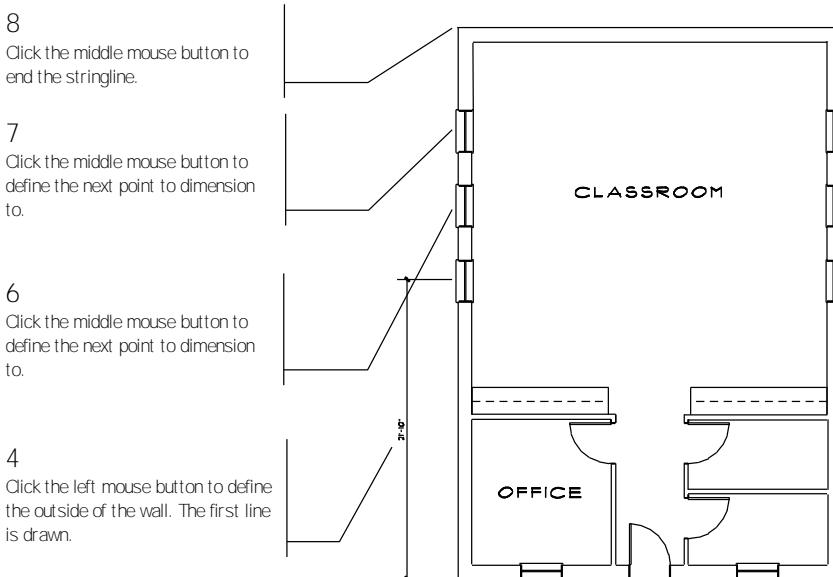 8
Click the middle mouse button to
end the stringline.
7
Click the middle mouse button to
define the next point to dimension
to.
6
Click the middle mouse button to
define the next point to dimension
to.
4
Click the left mouse button to define
the outside of the wall. The first line
is drawn.
CLASSROOM
OFFICE